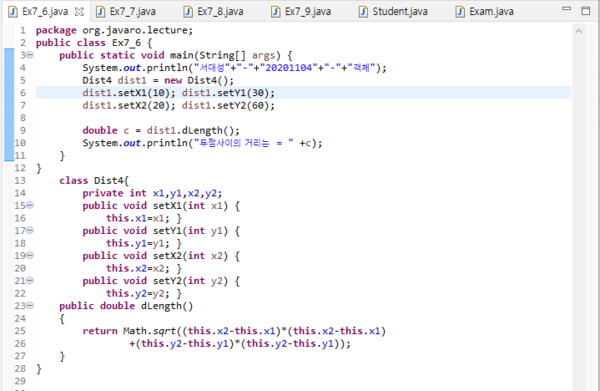 Ex7_6.java Ex7_7.java Ex7_8.java Ex7_9.java Student.java Exam.java
1 package org.javaro.lecture;
2 public class Ex7_6 {
3 public static void main(String[] args) {
4 System.out.println("서대성"+"-"+"20201104"+"-"+"객체");
5 Dist4 dist1 = new Dist4();
6 dist1.setX1(10); dist1.setY1(30);
7 dist1.setX2(20); dist1.setY2(60);
8
9 double c = dist1.dLength();
10 System.out.println("두점사이의 거리는 = " +c);
11 }
12 }
13 class Dist4{
14 private int x1,y1,x2,y2;
15 public void setX1(int x1) {
16 this.x1=x1; }
17 public void setY1(int y1) {
18 this.y1=y1; }
19 public void setX2(int x2) {
20 this.x2=x2; }
21 public void setY2(int y2) {
22 this.y2=y2; }
23 public double dLength()
24 {
25 return Math.sqrt((this.x2-this.x1)*(this.x2-this.x1)
26 +(this.y2-this.y1)*(this.y2-this.y1));
27 }
28 }